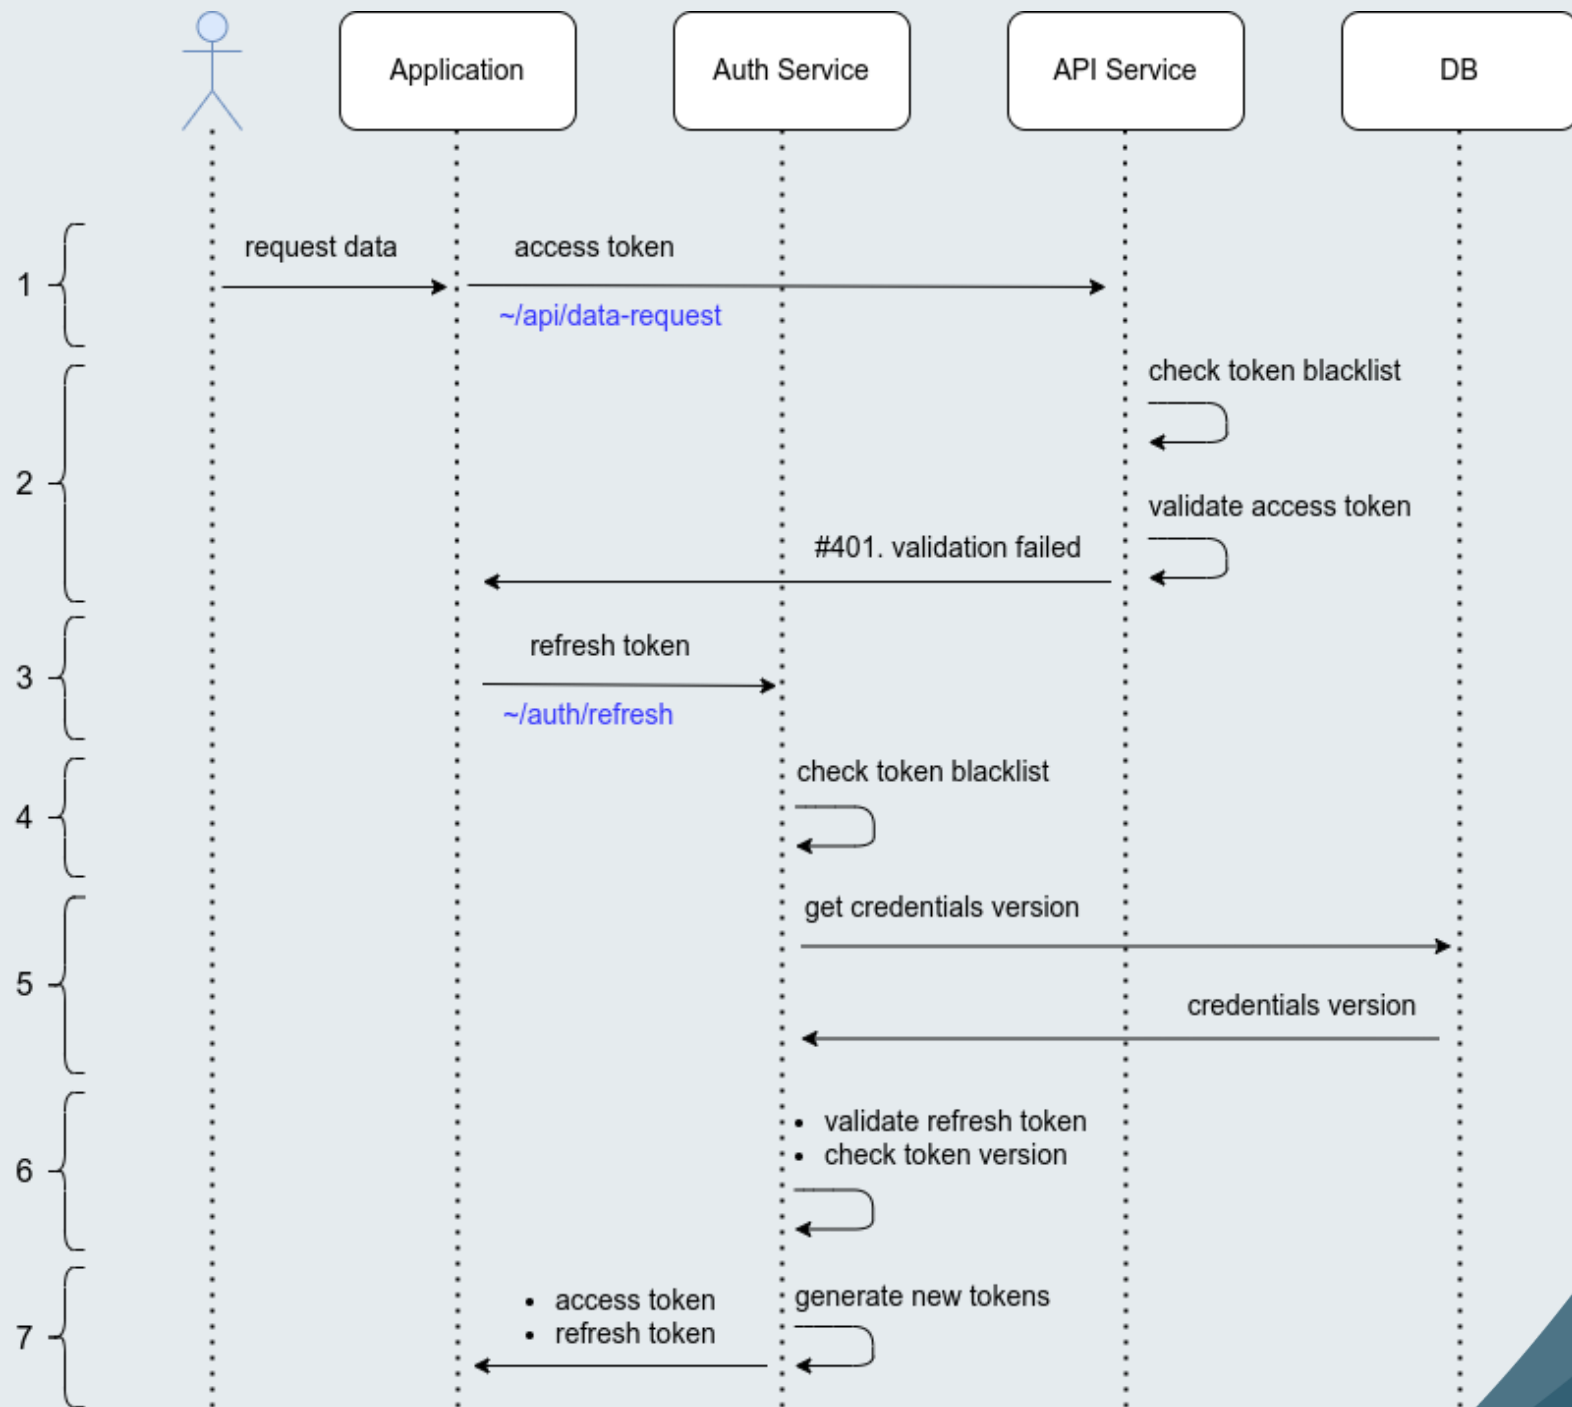 Application
Auth Service
API Service
DB
1
request data
access token
~/api/data-request
2
check token blacklist
validate access token
#401. validation failed
3
refresh token
~/auth/refresh
4
check token blacklist
5
get credentials version
credentials version
6
• validate refresh token
• check token version
7
• access token
• refresh token
generate new tokens